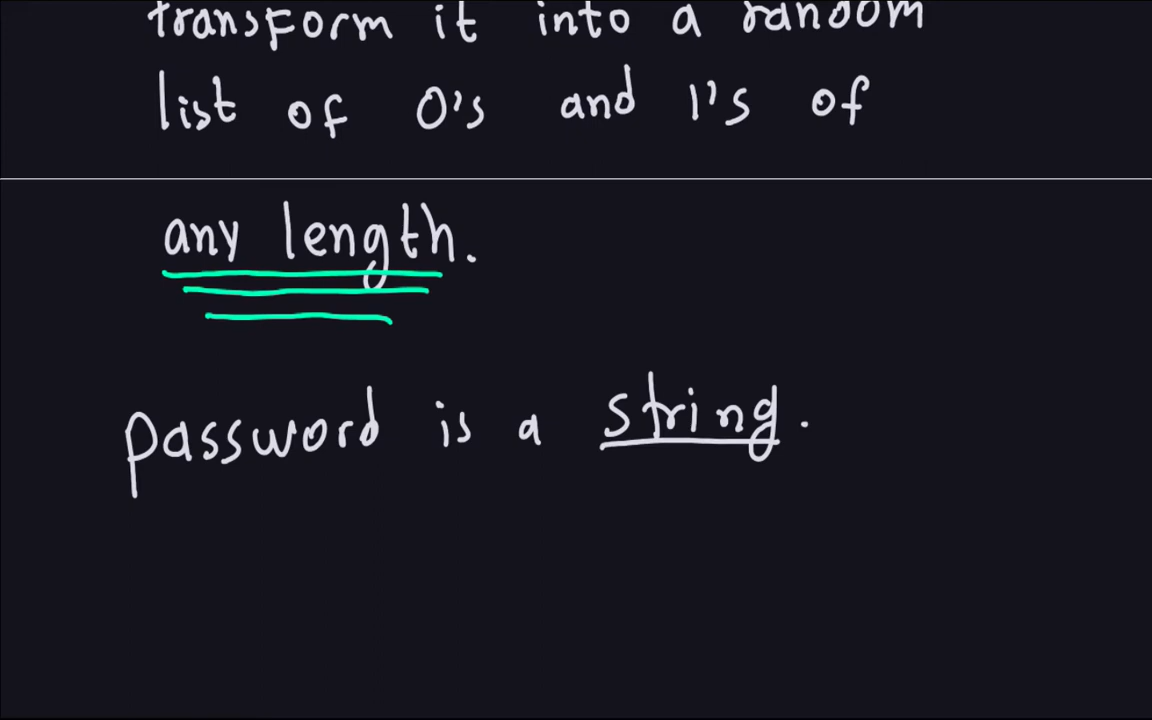 transform it into a random
list of 0's and 1's of
any length.
password is a string.